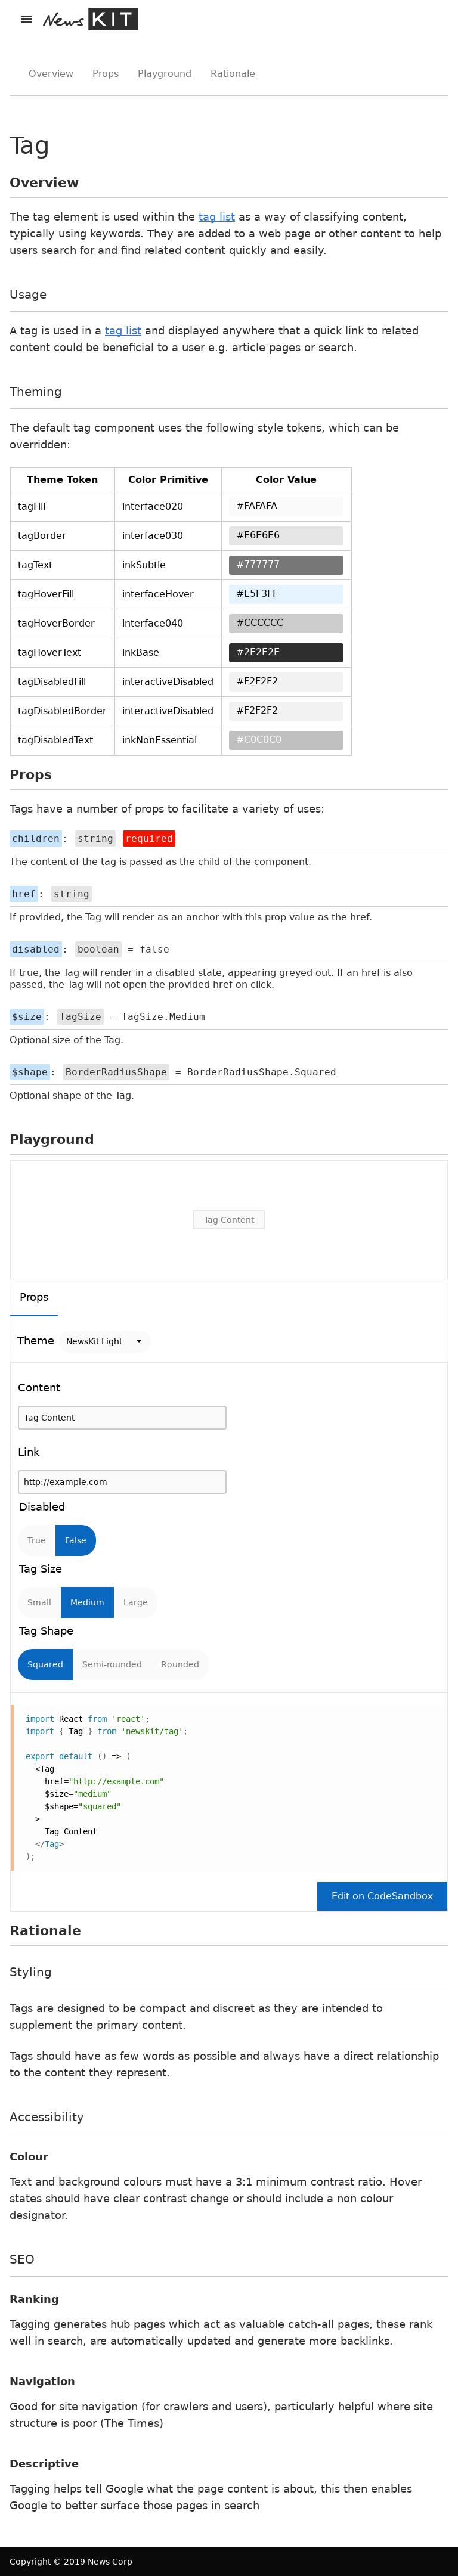 News KIT
Overview Props Playground Rationale
Tag
Overview
The tag element is used within the tag list as a way of classifying content,
typically using keywords. They are added to a web page or other content to help
users search for and find related content quickly and easily.
Usage
A tag is used in a tag list and displayed anywhere that a quick link to related
content could be beneficial to a user e.g. article pages or search.
Theming
The default tag component uses the following style tokens, which can be
overridden:
Theme Token Color Primitive Color Value
tagFill interface020 #FAFAFA
tagBorder interface030 #E6E6E6
tagText inkSubtle #777777
tagHoverFill interfaceHover #E5F3FF
tagHoverBorder interface040 #CCCCCC
tagHoverText inkBase #2E2E2E
tagDisabledFill interactiveDisabled #F2F2F2
tagDisabledBorder interactiveDisabled #F2F2F2
tagDisabledText inkNonEssential #C0C0C0
Props
Tags have a number of props to facilitate a variety of uses:
children: string required
The content of the tag is passed as the child of the component.
href: string
If provided, the Tag will render as an anchor with this prop value as the href.
disabled: boolean = false
If true, the Tag will render in a disabled state, appearing greyed out. If an href is also
passed, the Tag will not open the provided href on click.
$size: TagSize = TagSize.Medium
Optional size of the Tag.
$shape: BorderRadiusShape = BorderRadiusShape.Squared
Optional shape of the Tag.
Playground
Tag Content
Props
Theme NewsKit Light
Content
Tag Content
Link
http://example.com
Disabled
True False
Tag Size
Small Medium Large
Tag Shape
Squared Semi-rounded Rounded
import React from 'react';
import { Tag } from 'newskit/tag';
export default () => (
<Tag
href="http://example.com"
$size="medium"
$shape="squared"
>
Tag Content
</Tag>
);
Edit on CodeSandbox
Rationale
Styling
Tags are designed to be compact and discreet as they are intended to
supplement the primary content.
Tags should have as few words as possible and always have a direct relationship
to the content they represent.
Accessibility
Colour
Text and background colours must have a 3:1 minimum contrast ratio. Hover
states should have clear contrast change or should include a non colour
designator.
SEO
Ranking
Tagging generates hub pages which act as valuable catch-all pages, these rank
well in search, are automatically updated and generate more backlinks.
Navigation
Good for site navigation (for crawlers and users), particularly helpful where site
structure is poor (The Times)
Descriptive
Tagging helps tell Google what the page content is about, this then enables
Google to better surface those pages in search
Copyright © 2019 News Corp